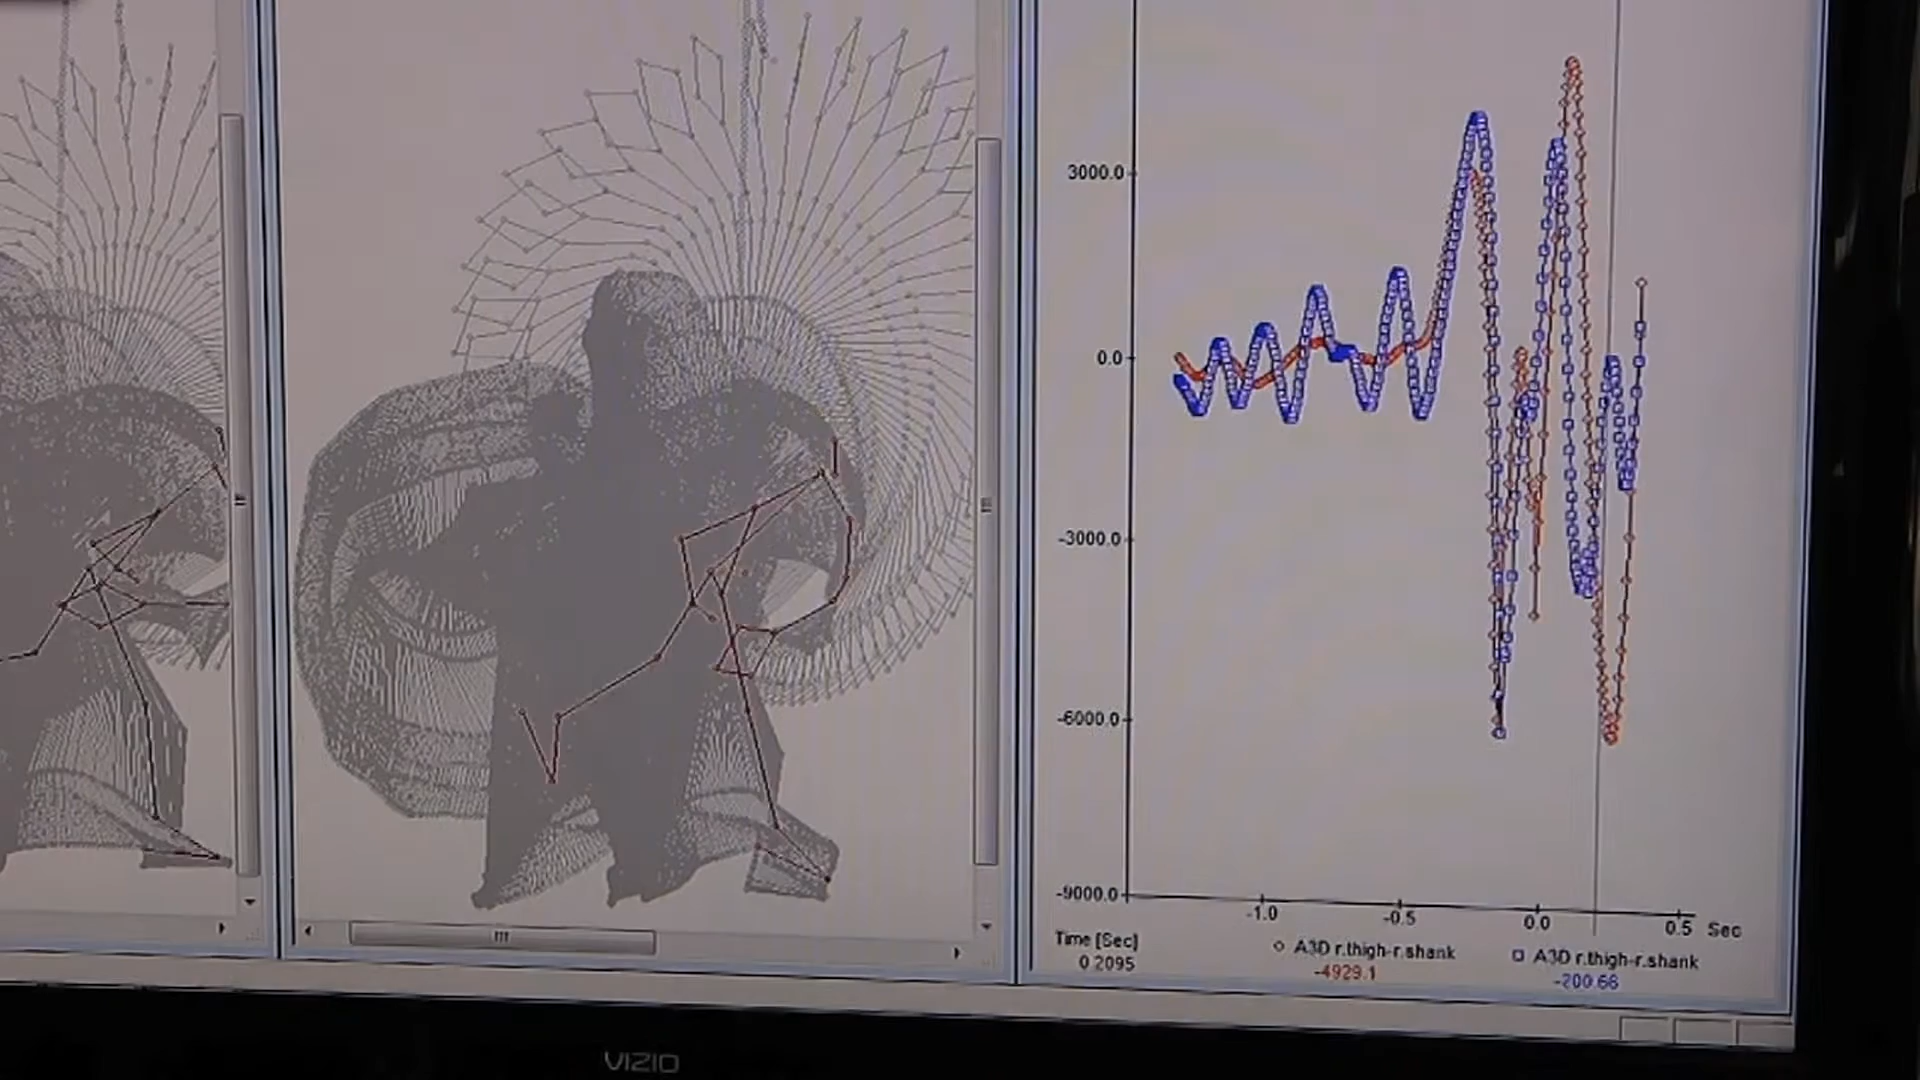 3000.0
0.0
-3000.0
-6000.0
-9000.0
-1.0 -0.5 0.0 0.5 Sec
Time [Sec] A3D r.thigh-r.shank A3D r.thigh-r.shank
0.2095 -4929.1 -200.66
VIZIO